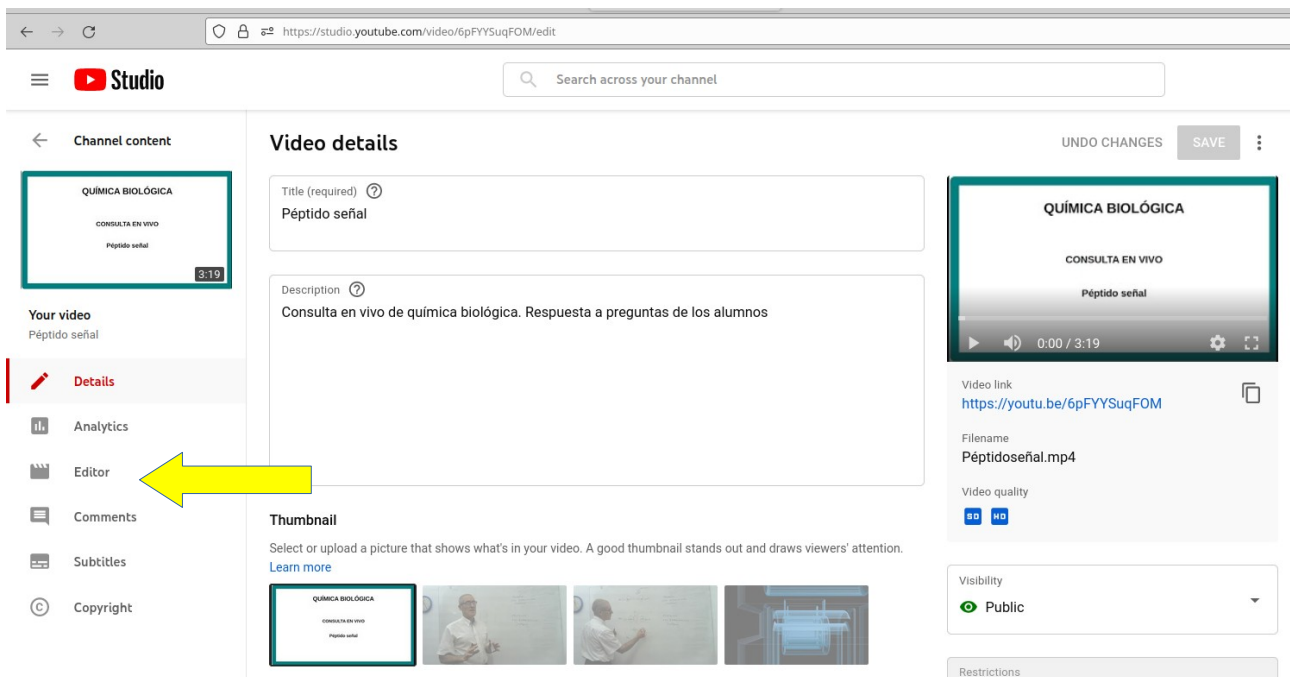 https://studio.youtube.com/video/6pFYYSuqFOM/edit
Studio
Search across your channel
Channel content
QUÍMICA BIOLÓGICA
CONSULTA EN VIVO
Péptido señal
3:19
Your video
Péptido señal
Details
Analytics
Editor
Comments
Subtitles
Copyright
Video details
UNDO CHANGES
SAVE
Title (required)
Péptido señal
Description
Consulta en vivo de química biológica. Respuesta a preguntas de los alumnos
Thumbnail
Select or upload a picture that shows what's in your video. A good thumbnail stands out and draws viewers' attention.
Learn more
QUÍMICA BIOLÓGICA
CONSULTA EN VIVO
Péptido señal
QUÍMICA BIOLÓGICA
CONSULTA EN VIVO
Péptido señal
0:00 / 3:19
Video link
https://youtu.be/6pFYYSuqFOM
Filename
Péptidoseñal.mp4
Video quality
SD HD
Visibility
Public
Restrictions